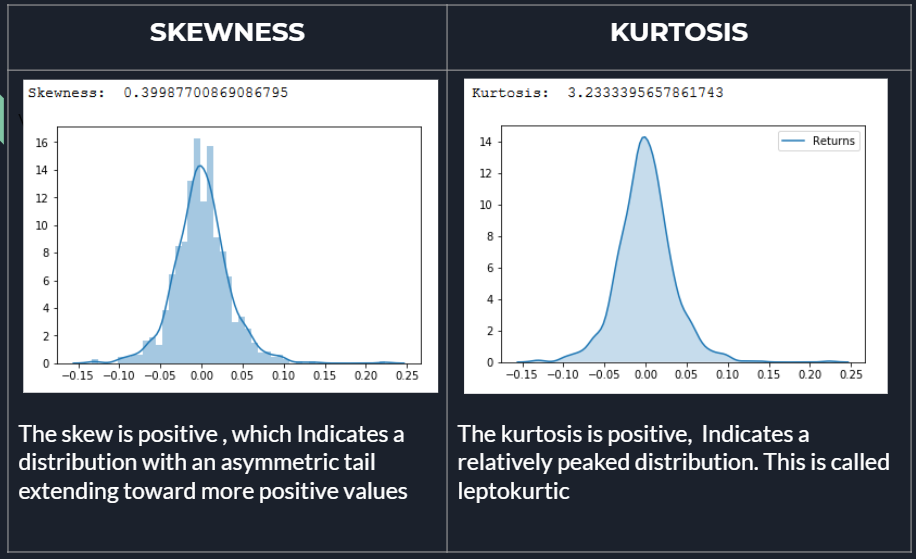 SKEWNESS
KURTOSIS
Skewness: 0.39987700869086795
16
14
12
10
8
6
4
2
0
−0.15 −0.10 −0.05 0.00 0.05 0.10 0.15 0.20 0.25
The skew is positive , which Indicates a
distribution with an asymmetric tail
extending toward more positive values
Kurtosis: 3.2333395657861743
Returns
14
12
10
8
6
4
2
0
−0.15 −0.10 −0.05 0.00 0.05 0.10 0.15 0.20 0.25
The kurtosis is positive, Indicates a
relatively peaked distribution. This is called
leptokurtic